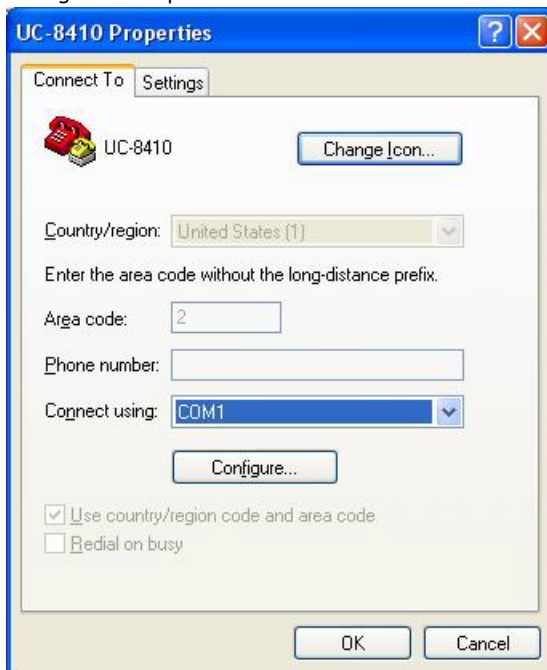 UC-8410 Properties
Connect To Settings
UC-8410 Change Icon...
Country/region: United States (1)
Enter the area code without the long-distance prefix.
Area code: 2
Phone number:
Connect using: COM1
Configure...
Use country/region code and area code
Redial on busy
OK Cancel